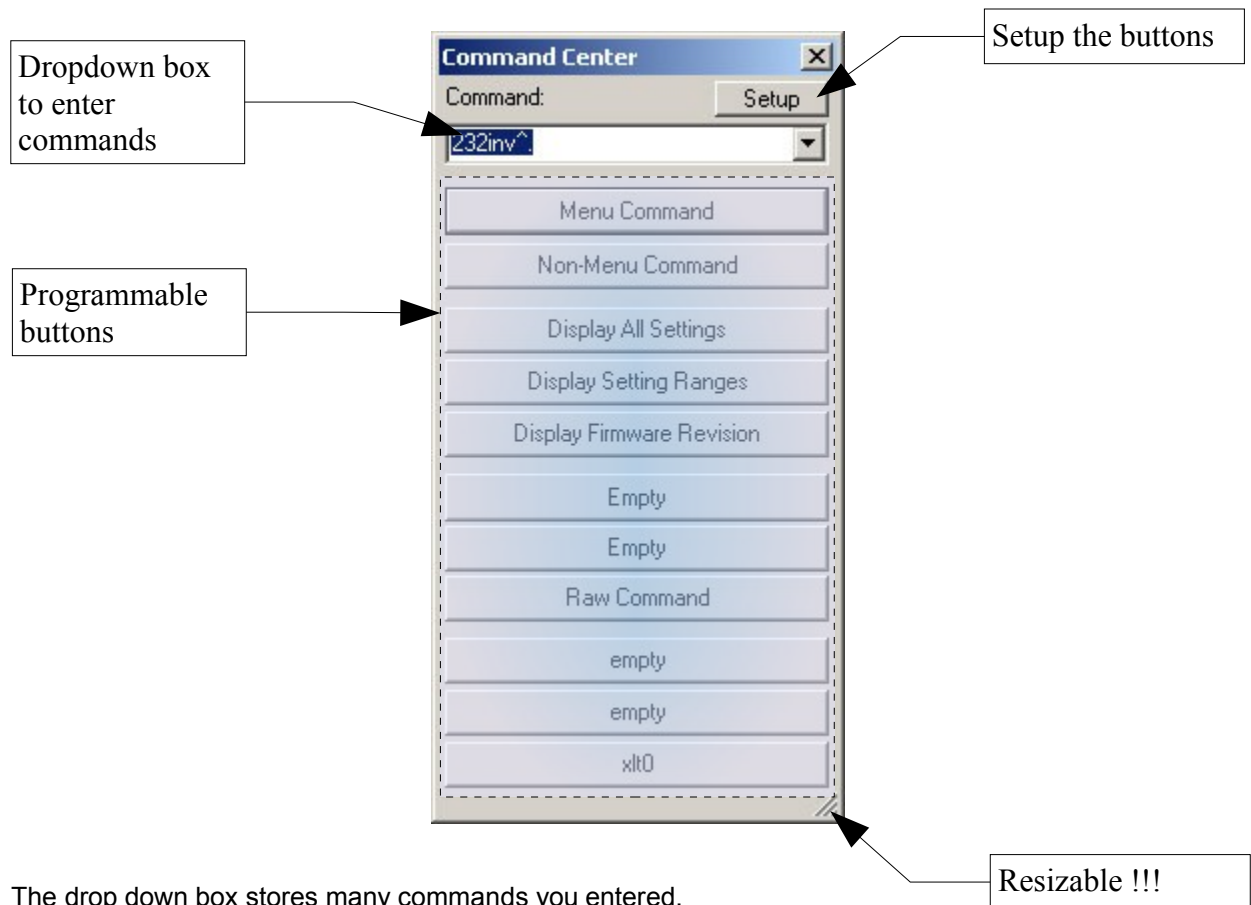 Setup the buttons
Dropdown box
to enter
commands
Command Center
Command:
Setup
232inv^.
Menu Command
Non-Menu Command
Programmable
buttons
Display All Settings
Display Setting Ranges
Display Firmware Revision
Empty
Empty
Raw Command
empty
empty
xlt0
Resizable !!!
The drop down box stores many commands you entered.